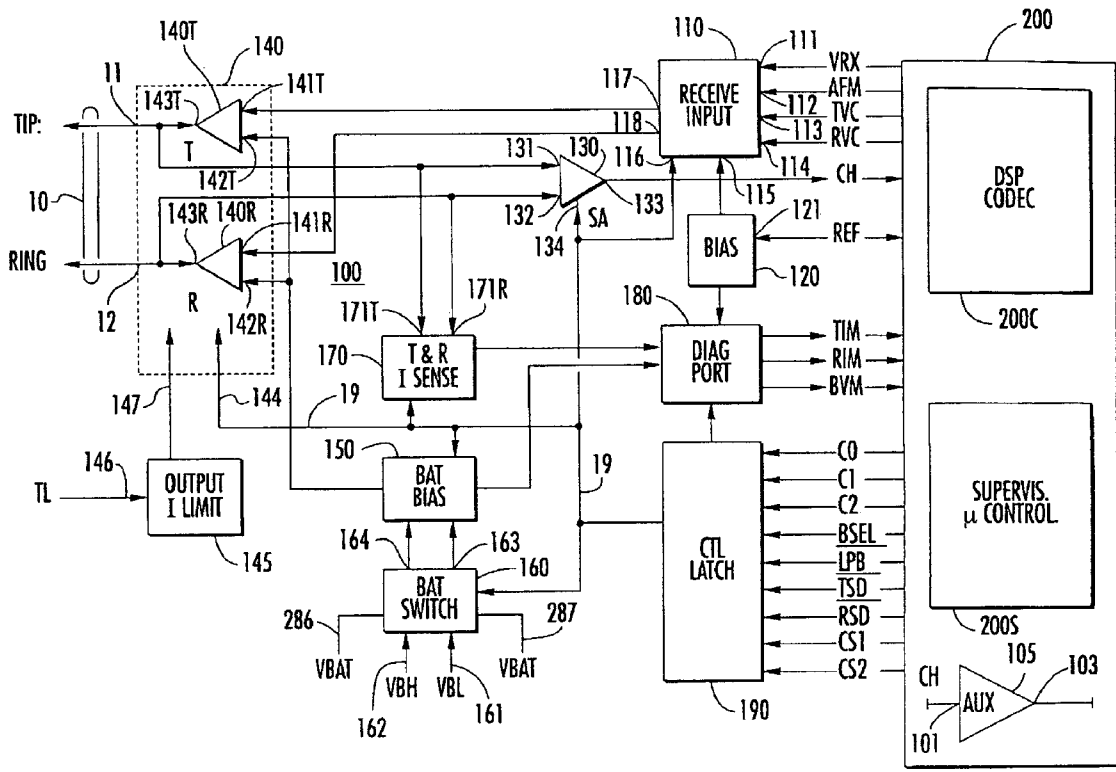 140T
140
110
111
200
11
141T
117
VRX
TIP:
143T
RECEIVE
INPUT
AFM
112
TVC
118
113
T
116
RVC
131
130
114
142T
CH
10
143R
140R
141R
132
133
115
DSP
CODEC
134
SA
121
RING
BIAS
REF
100
180
120
12
R
142R
171T
171R
200C
170
T & R
I SENSE
DIAG
PORT
TIM
RIM
BVM
147
144
19
150
C0
BAT
BIAS
19
C1
146
TL
OUTPUT
I LIMIT
C2
SUPERVIS.
μ CONTROL.
BSEL
164
163
CTL
LATCH
LPB
160
145
BAT
SWITCH
TSD
286
287
RSD
200S
VBAT
VBAT
CS1
105
103
VBH
VBL
CS2
CH
AUX
162
161
190
101